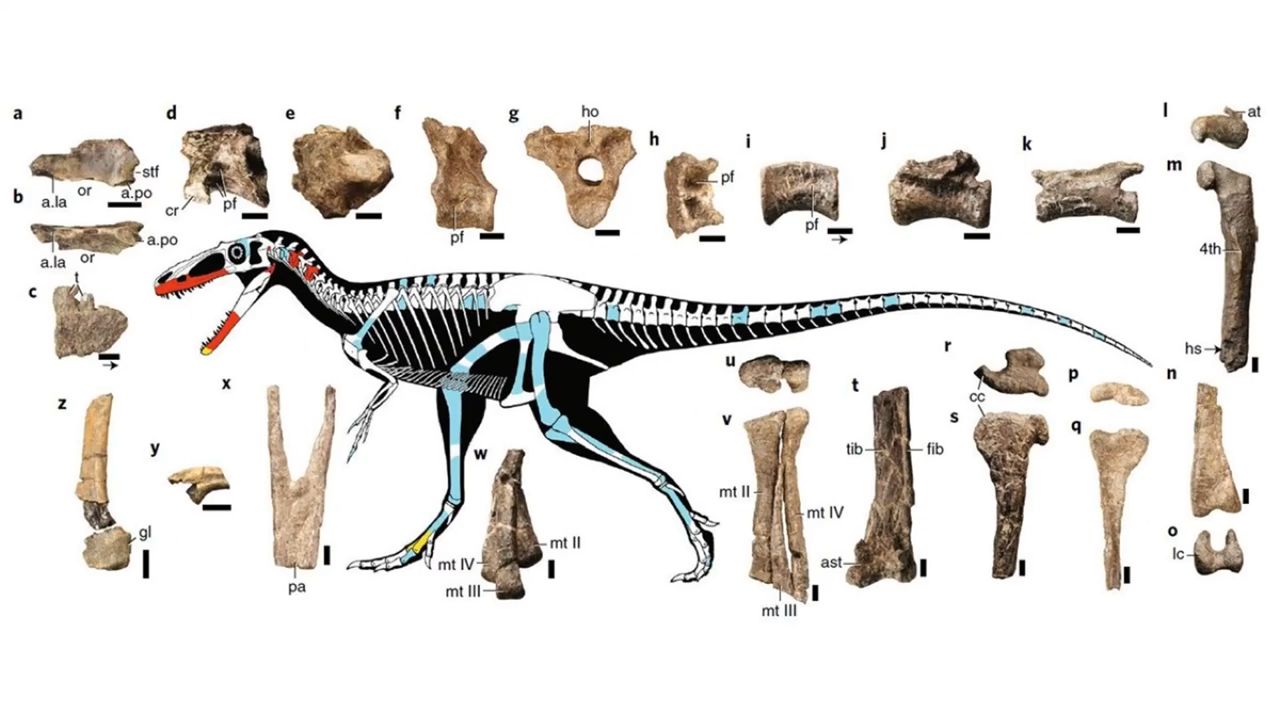 a
stf
a.la
or
a.po
b
a.po
a.la
or
c
t
d
cr
pf
e
f
pf
g
ho
h
pf
i
pf
j
k
l
at
m
4th
hs
n
o
lc
p
q
r
cc
s
t
tib
fib
ast
u
v
mt II
mt IV
mt III
w
mt II
mt IV
mt III
x
pa
y
z
gl